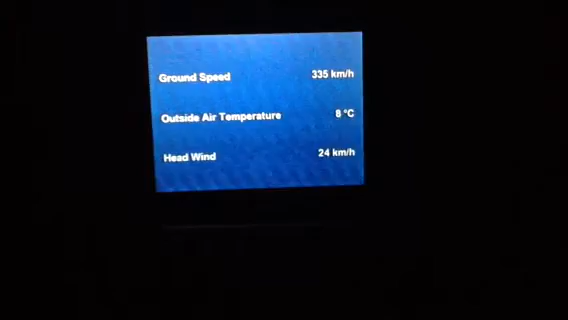 Ground Speed 335 km/h
Outside Air Temperature 8 °C
Head Wind 24 km/h